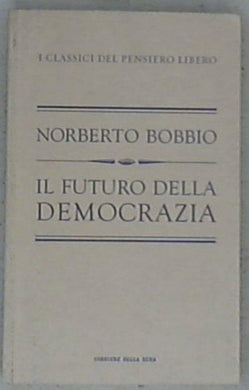 I CLASSICI DEL PENSIERO LIBERO
NORBERTO BOBBIO
IL FUTURO DELLA
DEMOCRAZIA
CORRIERE DELLA SERA